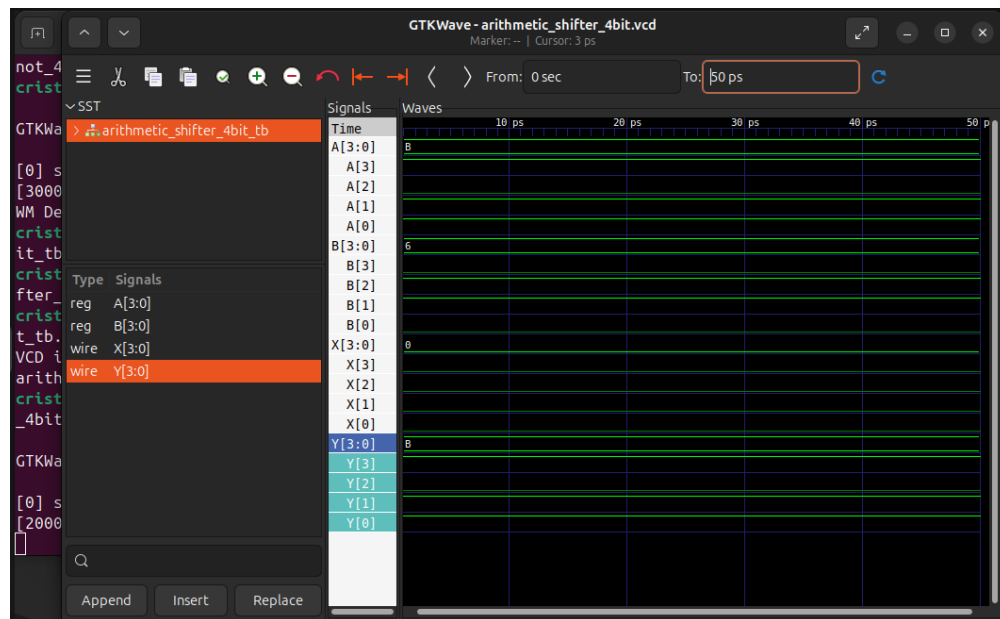 GTKWave - arithmetic_shifter_4bit.vcd
Marker: -- | Cursor: 3 ps
From: 0 sec To: 50 ps
not_4
crist
GTKWa
[0] s
[3000
WM De
crist
it_tb
crist
fter_
crist
t_tb.
VCD i
arith
crist
_4bit
GTKWa
[0] s
[2000
SST
arithmetic_shifter_4bit_tb
Type Signals
reg A[3:0]
reg B[3:0]
wire X[3:0]
wire Y[3:0]
Append Insert Replace
Signals
Time
A[3:0]
A[3]
A[2]
A[1]
A[0]
B[3:0]
B[3]
B[2]
B[1]
B[0]
X[3:0]
X[3]
X[2]
X[1]
X[0]
Y[3:0]
Y[3]
Y[2]
Y[1]
Y[0]
Waves
10 ps 20 ps 30 ps 40 ps 50 p
B
6
0
B